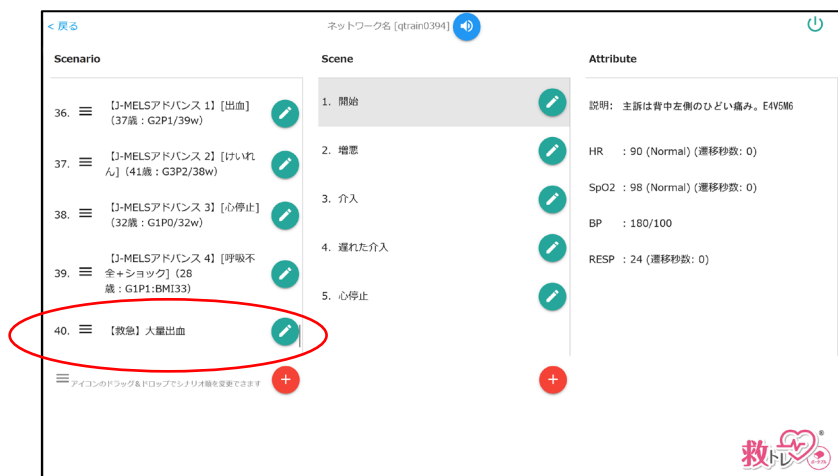 < 戻る
ネットワーク名 [qtrain0394]
Scenario
Scene
Attribute
36. 【J-MELSアドバンス 1】[出血]
(37歳：G2P1/39w)
37. 【J-MELSアドバンス 2】[けいれ
ん]（41歳：G3P2/38w）
38. 【J-MELSアドバンス 3】[心停止]
(32歳：G1P0/32w)
39. 【J-MELSアドバンス 4】[呼吸不
全＋ショック]（28
歳：G1P1:BMI33）
40. 【救急】大量出血
アイコンのドラッグ＆ドロップでシナリオ順を変更できます
1. 開始
2. 増悪
3. 介入
4. 遅れた介入
5. 心停止
説明: 主訴は背中左側のひどい痛み。E4V5M6
HR : 90 (Normal) (遷移秒数: 0)
SpO2 : 98 (Normal) (遷移秒数: 0)
BP : 180/100
RESP : 24 (遷移秒数: 0)
救トレ